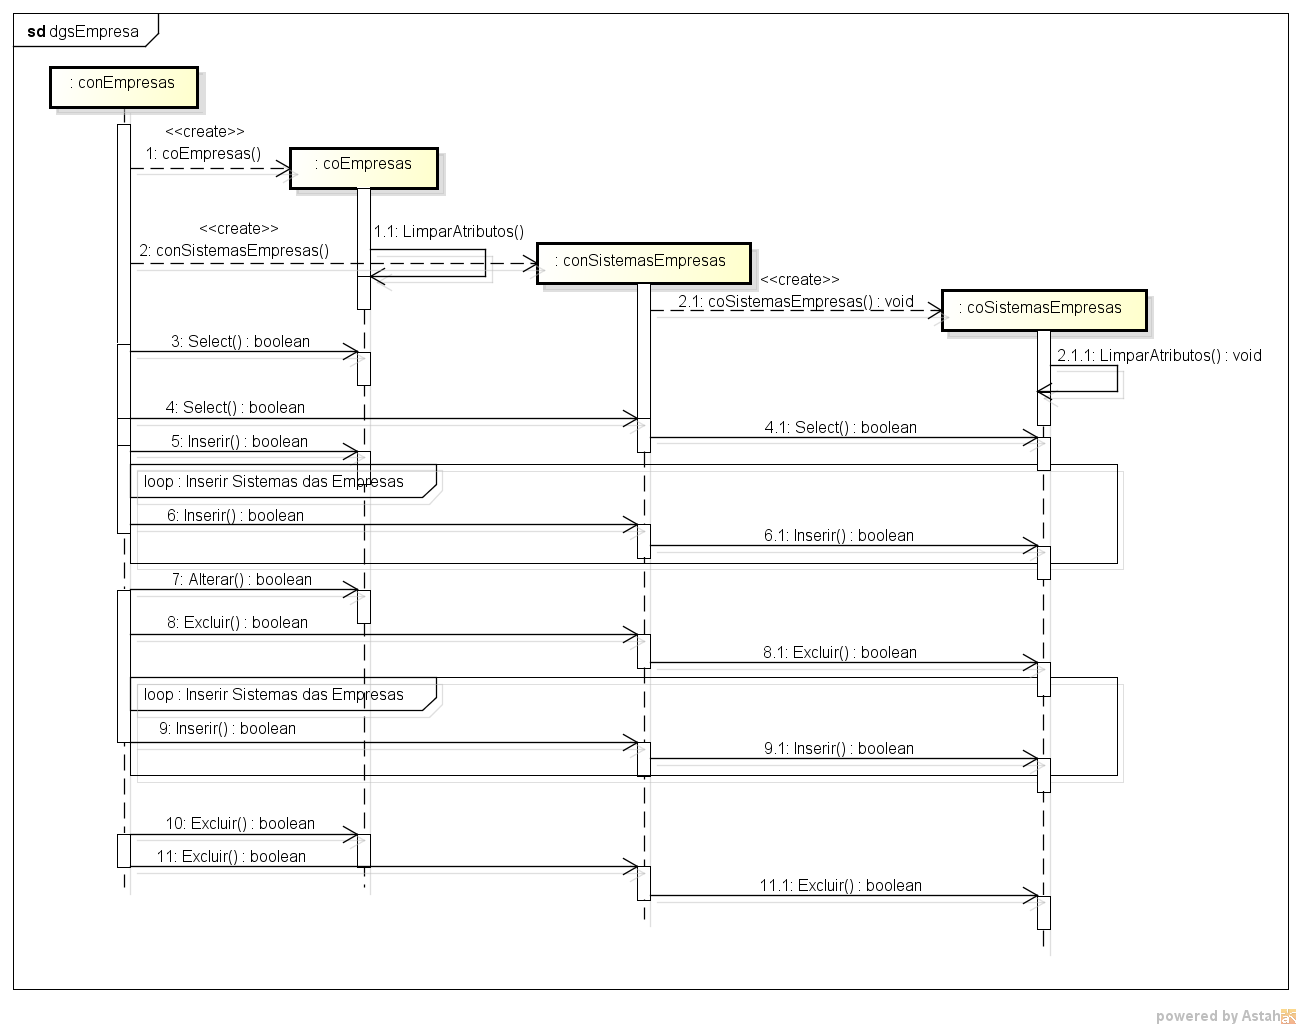 sd dgsEmpresa
: conEmpresas
<<create>>
1: coEmpresas()
: coEmpresas
<<create>>
2: conSistemasEmpresas()
1.1: LimparAtributos()
: conSistemasEmpresas
<<create>>
2.1: coSistemasEmpresas() : void
: coSistemasEmpresas
3: Select() : boolean
2.1.1: LimparAtributos() : void
4: Select() : boolean
4.1: Select() : boolean
5: Inserir() : boolean
loop : Inserir Sistemas das Empresas
6: Inserir() : boolean
6.1: Inserir() : boolean
7: Alterar() : boolean
8: Excluir() : boolean
8.1: Excluir() : boolean
loop : Inserir Sistemas das Empresas
9: Inserir() : boolean
9.1: Inserir() : boolean
10: Excluir() : boolean
11: Excluir() : boolean
11.1: Excluir() : boolean
powered by Astah